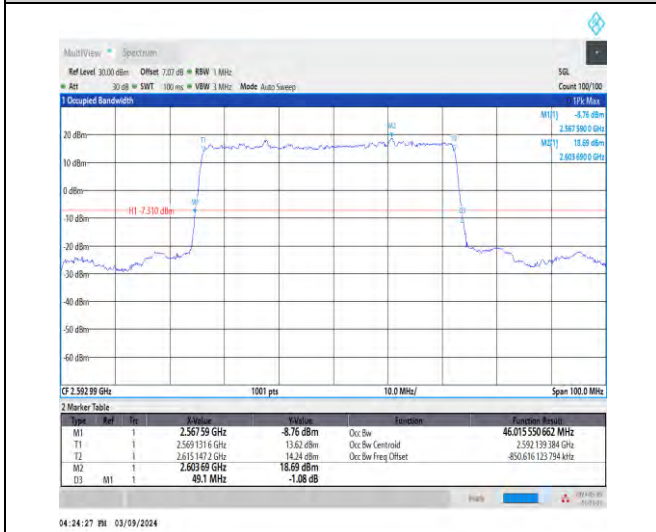 MultiView Spectrum
Ref Level 30.00 dBm Offset 7.07 dB RBW 1 MHz SGL
Att 30 dB SWT 100 ms VBW 3 MHz Mode Auto Sweep Count 100/100
1 Occupied Bandwidth 1Pk Max
M1[1] -8.76 dBm
2.567 590 0 GHz
M2[1] 18.69 dBm
2.603 690 0 GHz
M2
T1
20 dBm
10 dBm
0 dBm
M1
H1 -7.310 dBm
D3
-10 dBm
-20 dBm
-30 dBm
-40 dBm
-50 dBm
-60 dBm
CF 2.592 99 GHz 1001 pts 10.0 MHz/ Span 100.0 MHz
2 Marker Table
Type Ref Trc X-Value Y-Value Function Function Result
M1 1 2.567 59 GHz -8.76 dBm Occ Bw 46.015 550 662 MHz
T1 1 2.569 131 6 GHz 13.62 dBm Occ Bw Centroid 2.592 139 384 GHz
T2 1 2.615 147 2 GHz 14.24 dBm Occ Bw Freq Offset -850.616 123 794 kHz
M2 1 2.603 69 GHz 18.69 dBm
D3 M1 1 49.1 MHz -1.08 dB
Ready
04:24:27 PM 03/09/2024